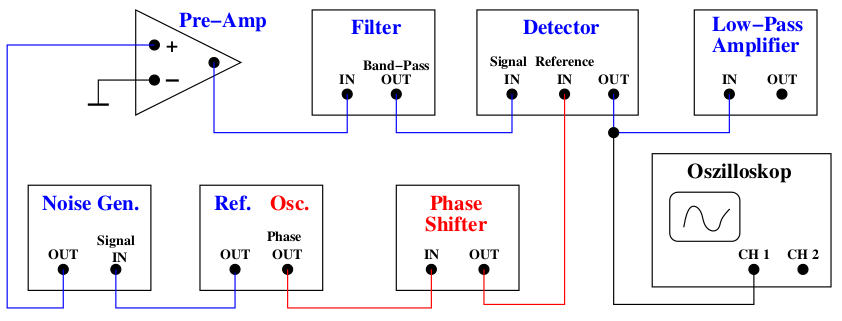 Pre-Amp
+
−
Filter
Band-Pass
IN OUT
Detector
Signal Reference
IN IN OUT
Low-Pass
Amplifier
IN OUT
Oszilloskop
CH 1 CH 2
Noise Gen.
Signal
OUT IN
Ref. Osc.
Phase
OUT OUT
Phase
Shifter
IN OUT